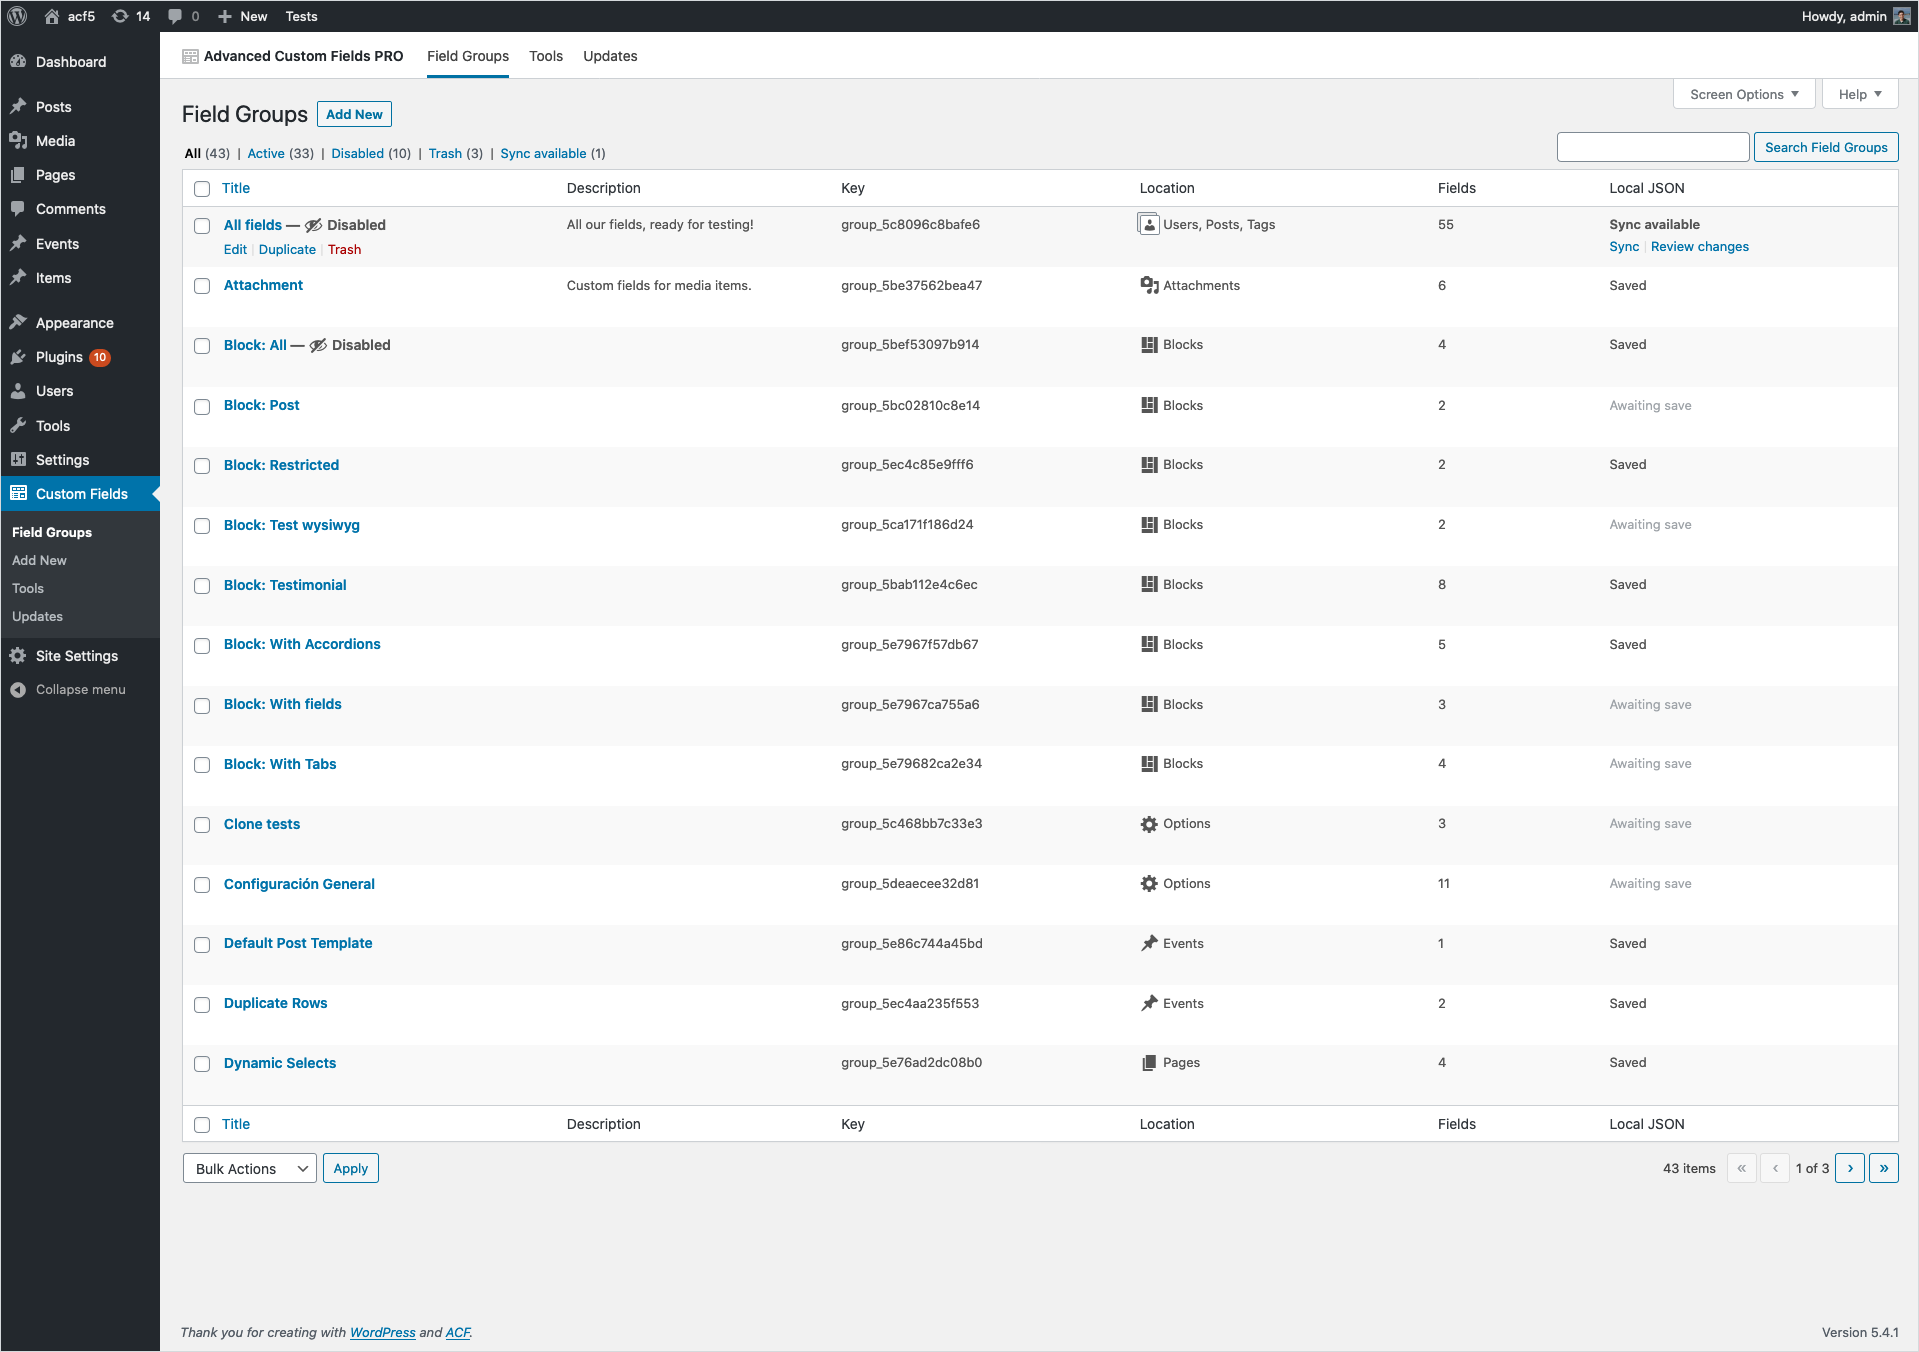 acf5 14 0 New Tests Howdy, admin
Dashboard
Posts
Media
Pages
Comments
Events
Items
Appearance
Plugins 10
Users
Tools
Settings
Custom Fields
Field Groups
Add New
Tools
Updates
Site Settings
Collapse menu
Advanced Custom Fields PRO Field Groups Tools Updates
Screen Options Help
Field Groups Add New
All (43) | Active (33) | Disabled (10) | Trash (3) | Sync available (1)
Search Field Groups
Title Description Key Location Fields Local JSON
All fields — Disabled All our fields, ready for testing! group_5c8096c8bafe6 Users, Posts, Tags 55 Sync available
Edit | Duplicate | Trash Sync | Review changes
Attachment Custom fields for media items. group_5be37562bea47 Attachments 6 Saved
Block: All — Disabled group_5bef53097b914 Blocks 4 Saved
Block: Post group_5bc02810c8e14 Blocks 2 Awaiting save
Block: Restricted group_5ec4c85e9fff6 Blocks 2 Saved
Block: Test wysiwyg group_5ca171f186d24 Blocks 2 Awaiting save
Block: Testimonial group_5bab112e4c6ec Blocks 8 Saved
Block: With Accordions group_5e7967f57db67 Blocks 5 Saved
Block: With fields group_5e7967ca755a6 Blocks 3 Awaiting save
Block: With Tabs group_5e79682ca2e34 Blocks 4 Awaiting save
Clone tests group_5c468bb7c33e3 Options 3 Awaiting save
Configuración General group_5deaecee32d81 Options 11 Awaiting save
Default Post Template group_5e86c744a45bd Events 1 Saved
Duplicate Rows group_5ec4aa235f553 Events 2 Saved
Dynamic Selects group_5e76ad2dc08b0 Pages 4 Saved
Title Description Key Location Fields Local JSON
Bulk Actions Apply 43 items « ‹ 1 of 3 › »
Thank you for creating with WordPress and ACF. Version 5.4.1